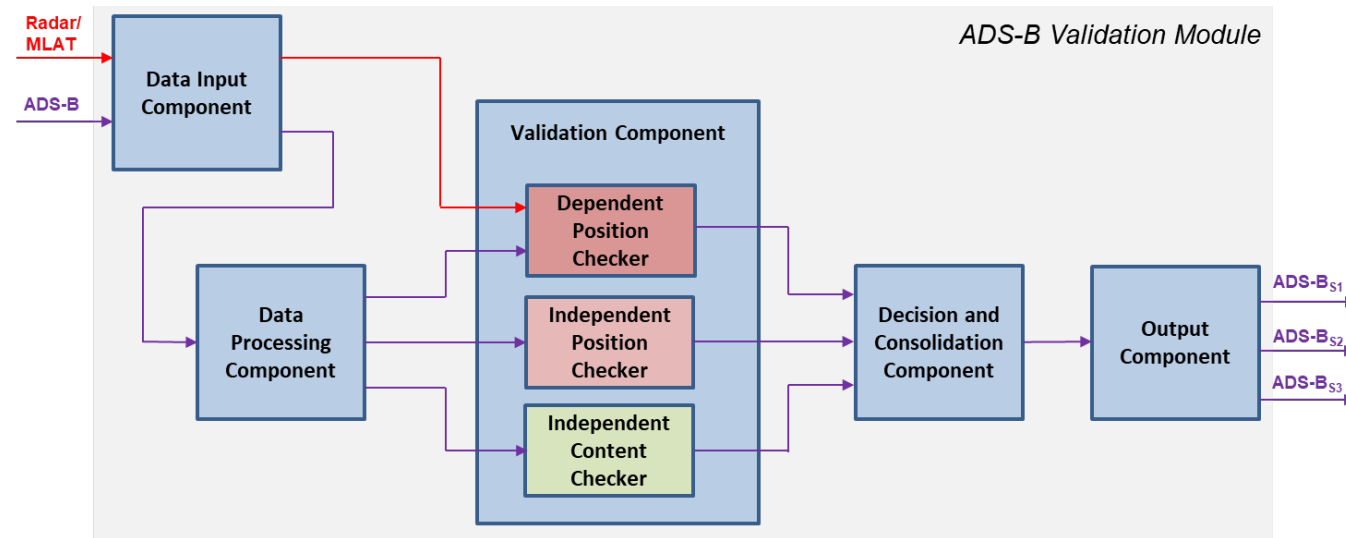 Radar/
MLAT
ADS-B
ADS-B Validation Module
Data Input
Component
Validation Component
Dependent
Position
Checker
Data
Processing
Component
Independent
Position
Checker
Independent
Content
Checker
Decision and
Consolidation
Component
Output
Component
ADS-BS1
ADS-BS2
ADS-BS3